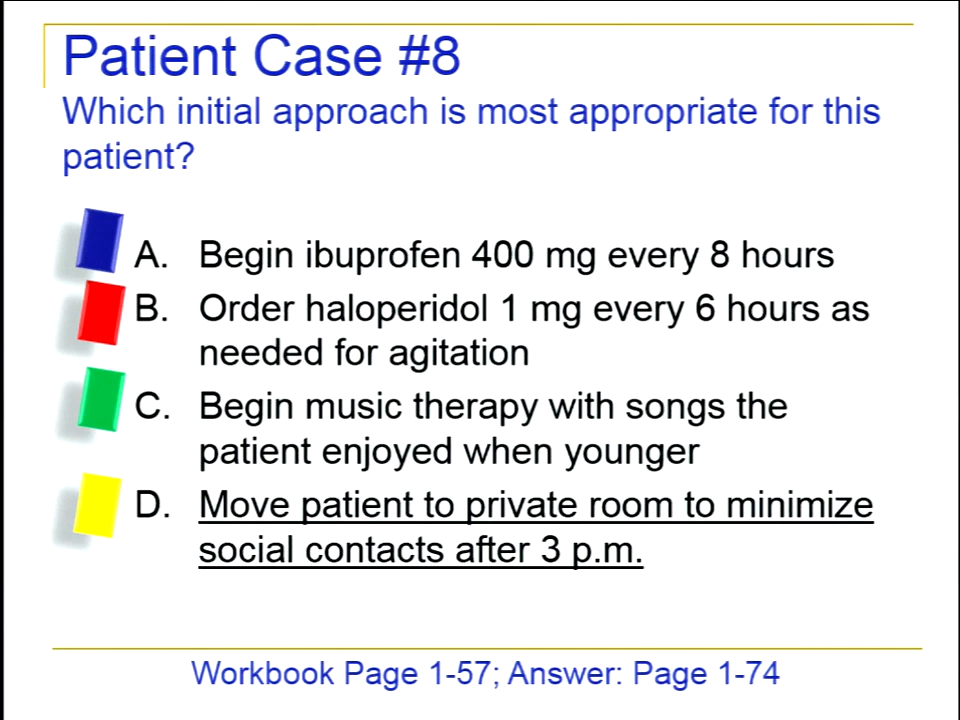 Patient Case #8
Which initial approach is most appropriate for this
patient?
A. Begin ibuprofen 400 mg every 8 hours
B. Order haloperidol 1 mg every 6 hours as
needed for agitation
C. Begin music therapy with songs the
patient enjoyed when younger
D. Move patient to private room to minimize
social contacts after 3 p.m.
Workbook Page 1-57; Answer: Page 1-74